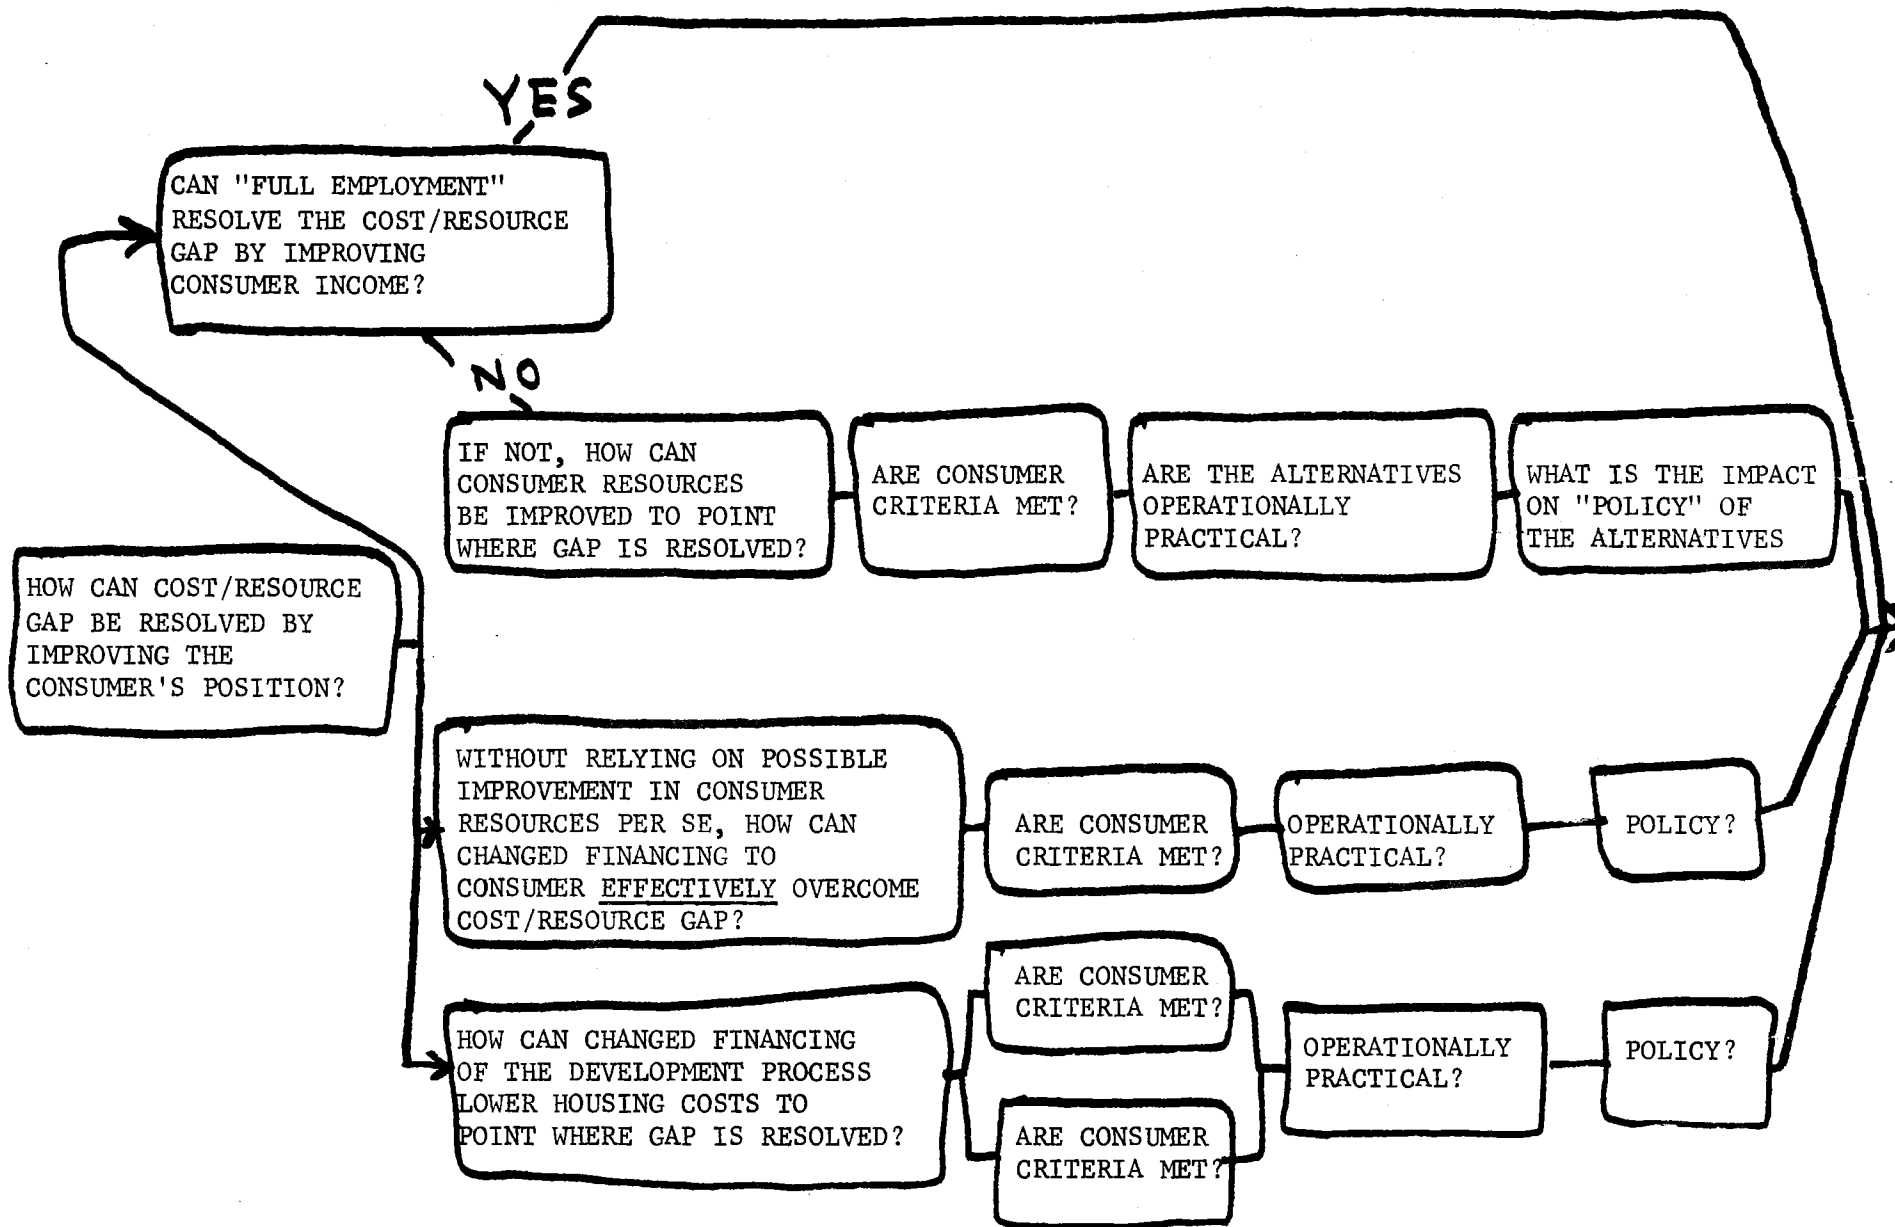 YES
CAN "FULL EMPLOYMENT"
RESOLVE THE COST/RESOURCE
GAP BY IMPROVING
CONSUMER INCOME?
NO
IF NOT, HOW CAN
CONSUMER RESOURCES
BE IMPROVED TO POINT
WHERE GAP IS RESOLVED?
ARE CONSUMER
CRITERIA MET?
ARE THE ALTERNATIVES
OPERATIONALLY
PRACTICAL?
WHAT IS THE IMPACT
ON "POLICY" OF
THE ALTERNATIVES
HOW CAN COST/RESOURCE
GAP BE RESOLVED BY
IMPROVING THE
CONSUMER'S POSITION?
WITHOUT RELYING ON POSSIBLE
IMPROVEMENT IN CONSUMER
RESOURCES PER SE, HOW CAN
CHANGED FINANCING TO
CONSUMER EFFECTIVELY OVERCOME
COST/RESOURCE GAP?
ARE CONSUMER
CRITERIA MET?
OPERATIONALLY
PRACTICAL?
POLICY?
HOW CAN CHANGED FINANCING
OF THE DEVELOPMENT PROCESS
LOWER HOUSING COSTS TO
POINT WHERE GAP IS RESOLVED?
ARE CONSUMER
CRITERIA MET?
ARE CONSUMER
CRITERIA MET?
OPERATIONALLY
PRACTICAL?
POLICY?